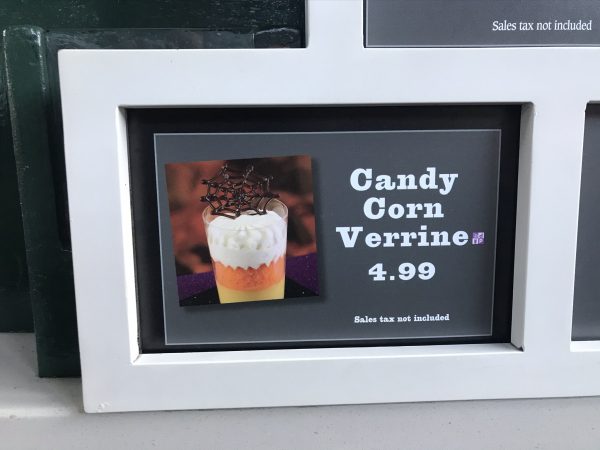 Sales tax not included
Candy
Corn
Verrine
4.99
Sales tax not included